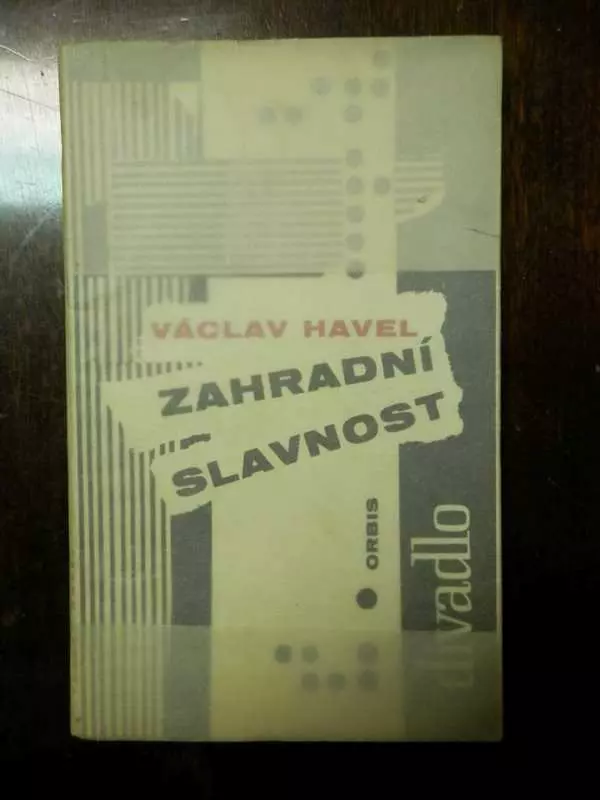 VÁCLAV HAVEL
ZAHRADNÍ
SLAVNOST
ORBIS
divadlo